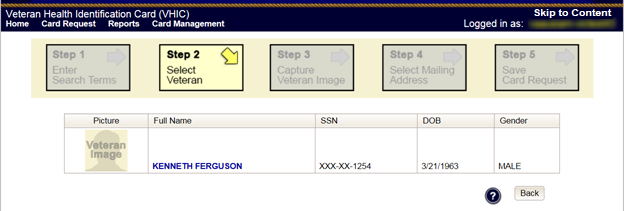 Veteran Health Identification Card (VHIC)
Skip to Content
Home Card Request Reports Card Management
Logged in as:
Step 1
Enter
Search Terms
Step 2
Select
Veteran
Step 3
Capture
Veteran Image
Step 4
Select Mailing
Address
Step 5
Save
Card Request
Picture Full Name SSN DOB Gender
Veteran
Image
KENNETH FERGUSON XXX-XX-1254 3/21/1963 MALE
? Back